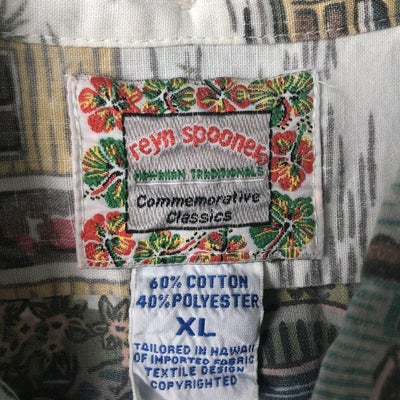 reyn spooner
HAWAIIAN TRADITIONALS
Commemorative
Classics
60% COTTON
40% POLYESTER
XL
TAILORED IN HAWAII
OF IMPORTED FABRIC
TEXTILE DESIGN
COPYRIGHTED